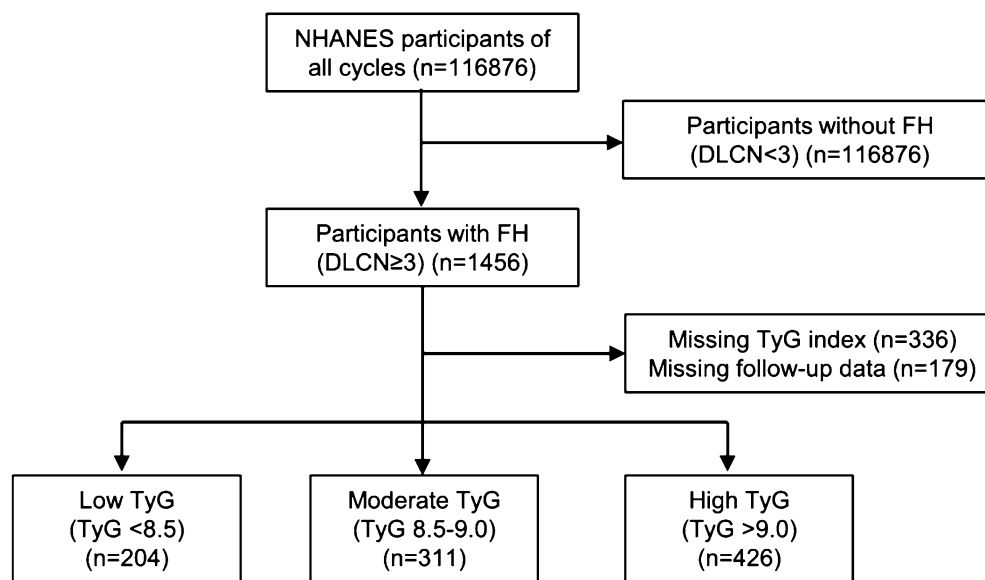 NHANES participants of
all cycles (n=116876)
Participants without FH
(DLCN<3) (n=116876)
Participants with FH
(DLCN≥3) (n=1456)
Missing TyG index (n=336)
Missing follow-up data (n=179)
Low TyG
(TyG <8.5)
(n=204)
Moderate TyG
(TyG 8.5-9.0)
(n=311)
High TyG
(TyG >9.0)
(n=426)